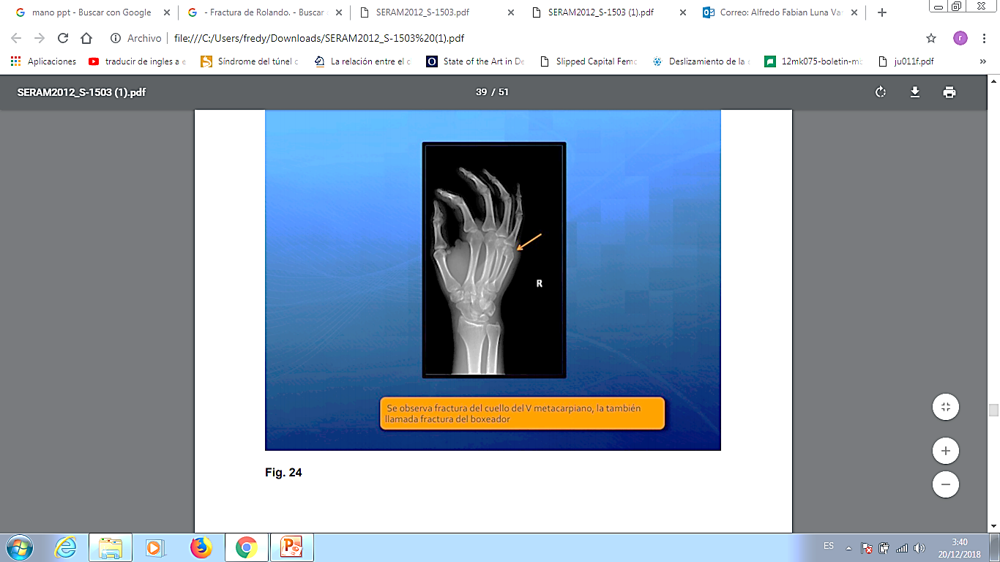 mano ppt - Buscar con Google
- Fractura de Rolando. - Buscar
SERAM2012_S-1503.pdf
SERAM2012_S-1503 (1).pdf
Correo: Alfredo Fabian Luna Va
Archivo
file:///C:/Users/fredy/Downloads/SERAM2012_S-1503%20(1).pdf
r
Aplicaciones
traducir de ingles a e
Síndrome del túnel c
La relación entre el c
State of the Art in De
Slipped Capital Femo
Deslizamiento de la e
12mk075-boletin-mo
ju011f.pdf
»
SERAM2012_S-1503 (1).pdf
39 / 51
R
Se observa fractura del cuello del V metacarpiano, la también
llamada fractura del boxeador
Fig. 24
ES
3:40
20/12/2018